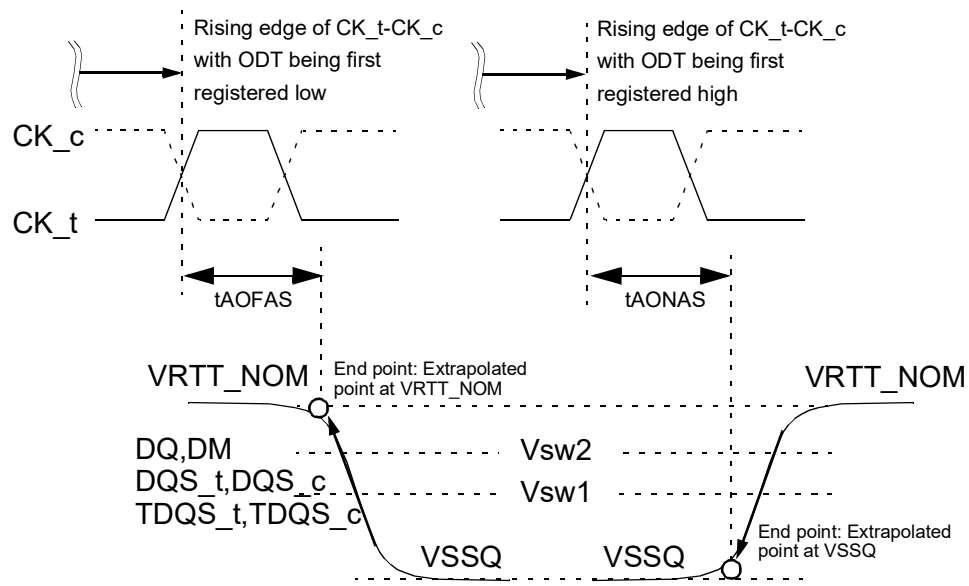 Rising edge of CK_t-CK_c
with ODT being first
registered low
Rising edge of CK_t-CK_c
with ODT being first
registered high
CK_c
CK_t
tAOFAS
tAONAS
VRTT_NOM
End point: Extrapolated
point at VRTT_NOM
VRTT_NOM
DQ,DM
DQS_t,DQS_c
TDQS_t,TDQS_c
Vsw2
Vsw1
VSSQ
VSSQ
End point: Extrapolated
point at VSSQ